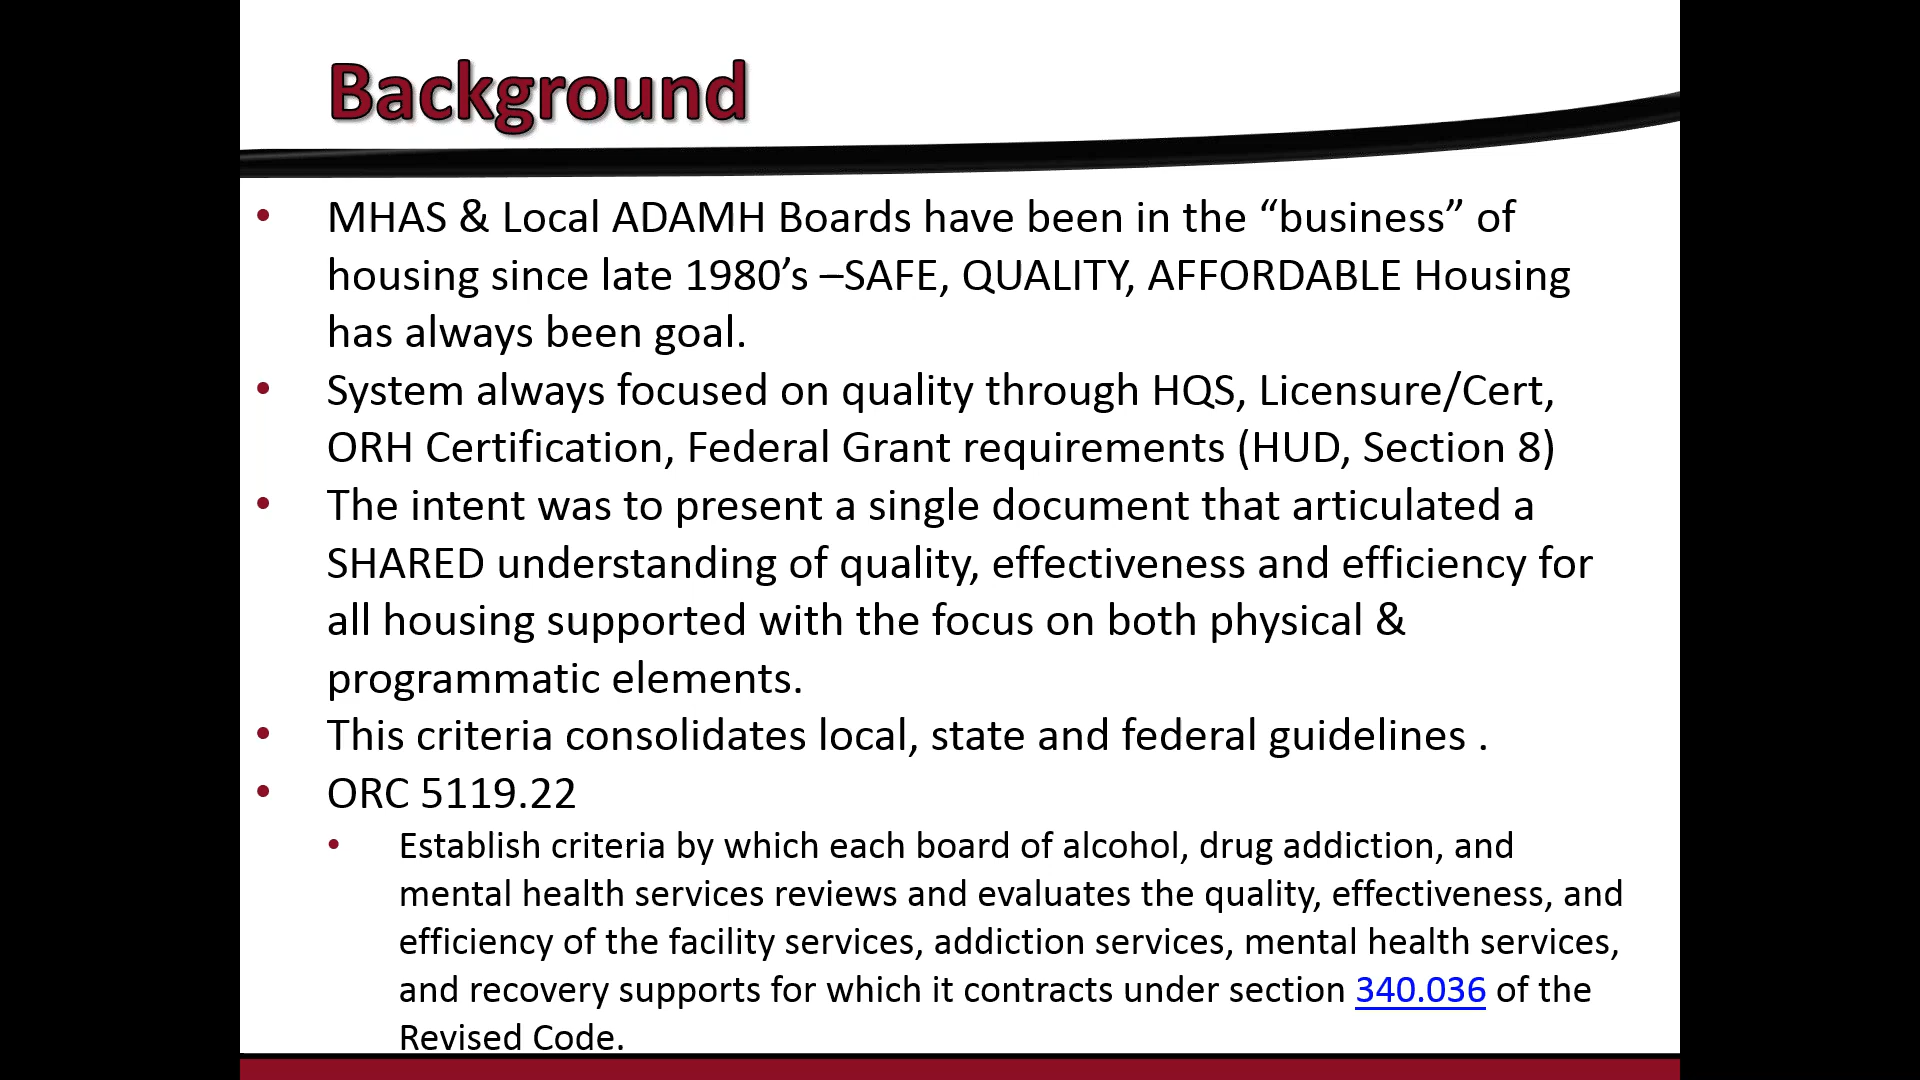 Background
• MHAS & Local ADAMH Boards have been in the “business” of
housing since late 1980’s –SAFE, QUALITY, AFFORDABLE Housing
has always been goal.
• System always focused on quality through HQS, Licensure/Cert,
ORH Certification, Federal Grant requirements (HUD, Section 8)
• The intent was to present a single document that articulated a
SHARED understanding of quality, effectiveness and efficiency for
all housing supported with the focus on both physical &
programmatic elements.
• This criteria consolidates local, state and federal guidelines .
• ORC 5119.22
• Establish criteria by which each board of alcohol, drug addiction, and
mental health services reviews and evaluates the quality, effectiveness, and
efficiency of the facility services, addiction services, mental health services,
and recovery supports for which it contracts under section 340.036 of the
Revised Code.